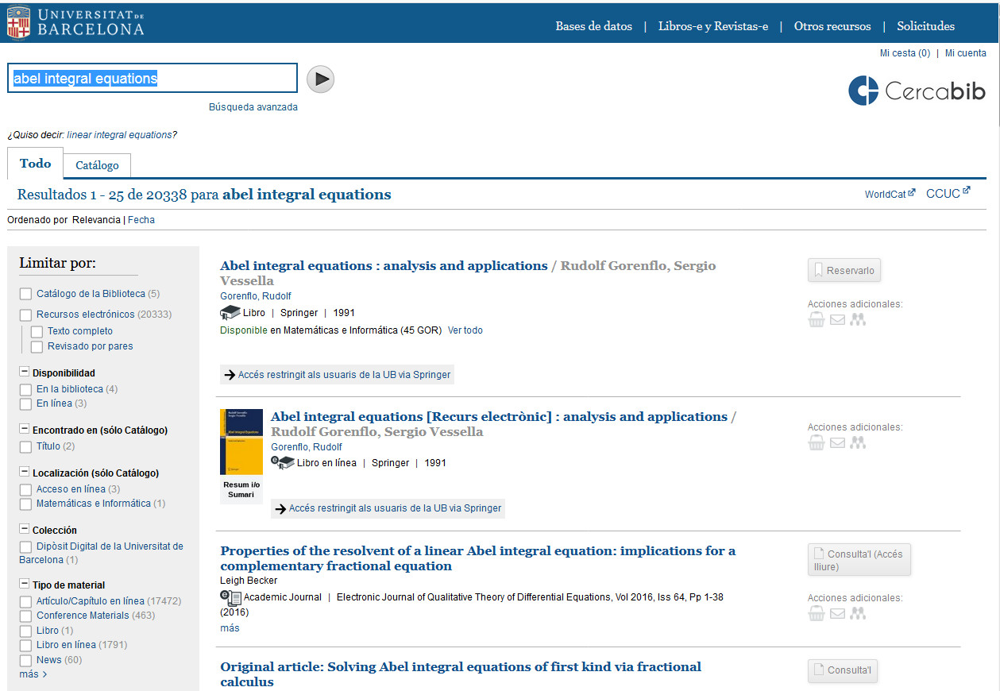 UNIVERSITAT DE
BARCELONA
Bases de datos | Libros-e y Revistas-e | Otros recursos | Solicitudes
Mi cesta (0) | Mi cuenta
abel integral equations
Cercabib
Búsqueda avanzada
¿Quiso decir: linear integral equations?
Todo
Catálogo
Resultados 1 - 25 de 20338 para abel integral equations
WorldCat
CCUC
Ordenado por Relevancia | Fecha
Limitar por:
Catálogo de la Biblioteca (5)
Recursos electrónicos (20333)
Texto completo
Revisado por pares
Disponibilidad
En la biblioteca (4)
En línea (3)
Encontrado en (sólo Catálogo)
Título (2)
Localización (sólo Catálogo)
Acceso en línea (3)
Matemáticas e Informática (1)
Colección
Dipòsit Digital de la Universitat de
Barcelona (1)
Tipo de material
Artículo/Capítulo en línea (17472)
Conference Materials (463)
Libro (1)
Libro en línea (1791)
News (60)
más >
Abel integral equations : analysis and applications / Rudolf Gorenflo, Sergio
Vessella
Gorenflo, Rudolf
Libro | Springer | 1991
Disponible en Matemáticas e Informática (45 GOR) Ver todo
Accés restringit als usuaris de la UB via Springer
Reservarlo
Acciones adicionales:
Abel integral equations [Recurs electrònic] : analysis and applications /
Rudolf Gorenflo, Sergio Vessella
Gorenflo, Rudolf
Libro en línea | Springer | 1991
Resum i/o
Sumari
Accés restringit als usuaris de la UB via Springer
Acciones adicionales:
Properties of the resolvent of a linear Abel integral equation: implications for a
complementary fractional equation
Leigh Becker
Academic Journal | Electronic Journal of Qualitative Theory of Differential Equations, Vol 2016, Iss 64, Pp 1-38
(2016)
más
Consulta'l (Accés
lliure)
Acciones adicionales:
Original article: Solving Abel integral equations of first kind via fractional
calculus
Consulta'l